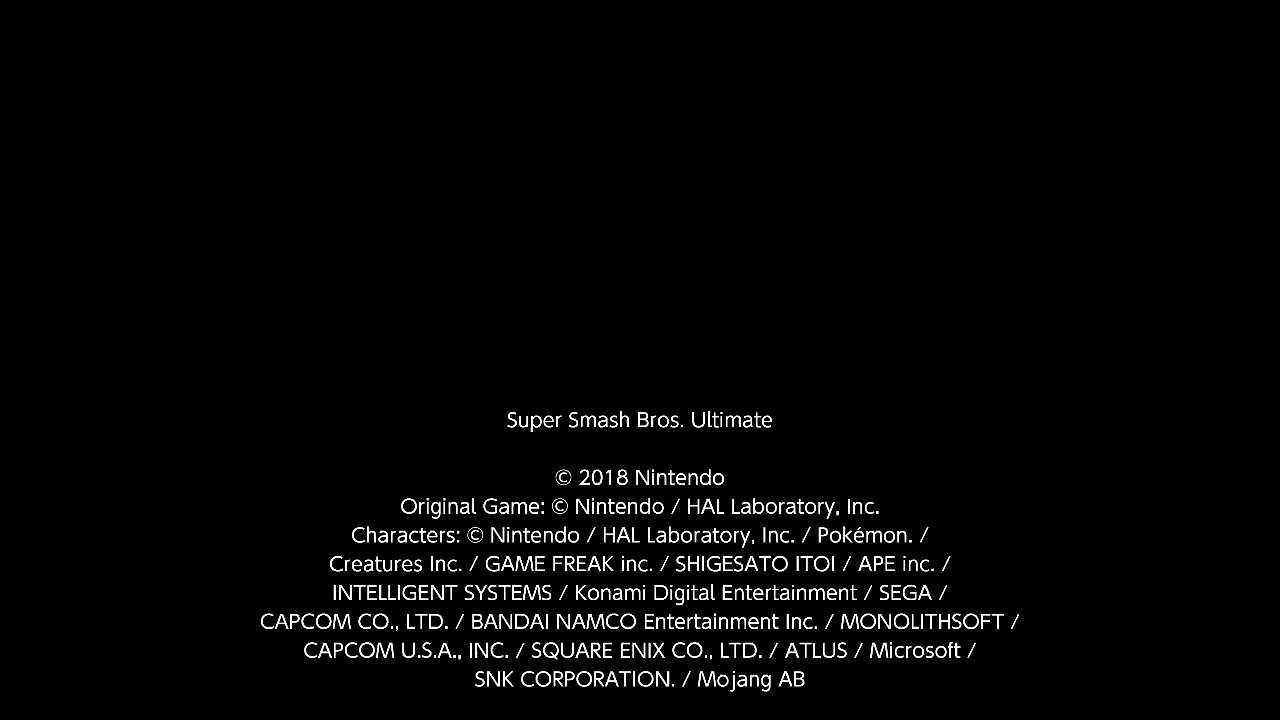 Super Smash Bros. Ultimate
© 2018 Nintendo
Original Game: © Nintendo / HAL Laboratory, Inc.
Characters: © Nintendo / HAL Laboratory, Inc. / Pokémon. /
Creatures Inc. / GAME FREAK inc. / SHIGESATO ITOI / APE inc. /
INTELLIGENT SYSTEMS / Konami Digital Entertainment / SEGA /
CAPCOM CO., LTD. / BANDAI NAMCO Entertainment Inc. / MONOLITHSOFT /
CAPCOM U.S.A., INC. / SQUARE ENIX CO., LTD. / ATLUS / Microsoft /
SNK CORPORATION. / Mojang AB